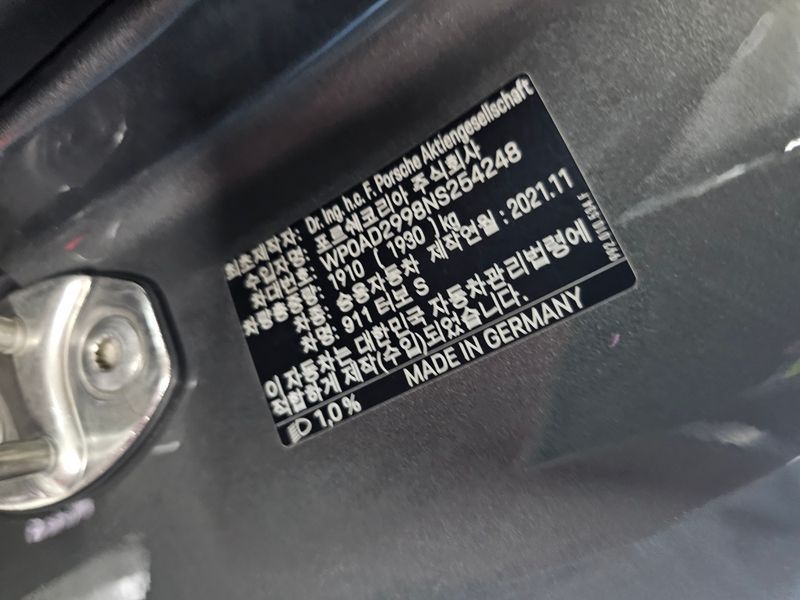 최초제작자: Dr. Ing. h.c. F. Porsche Aktiengesellschaft
수입자명: 포르쉐코리아 주식회사
차대번호: WP0AD2998NS254248
차량총중량: 1910 ( 1930 ) kg
차종: 승용자동차 제작연월 : 2021.11
차명: 911 터보 S
이 자동차는 대한민국 자동차관리법령에
적합하게 제작(수입)되었습니다.
1,0% MADE IN GERMANY